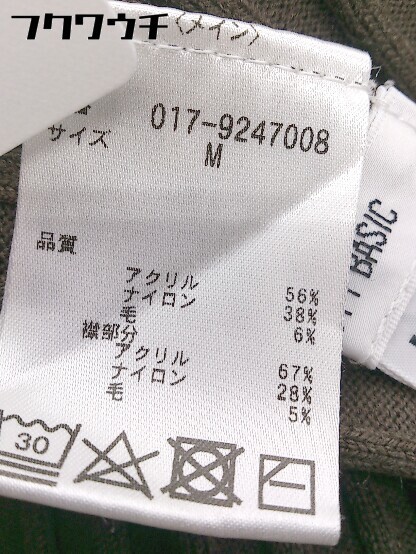 フクワウチ
〈メイン〉
017-9247008
サイズ
M
品質
アクリル 56%
ナイロン 38%
毛 6%
襟部分
アクリル 67%
ナイロン 28%
毛 5%
30
BASIC